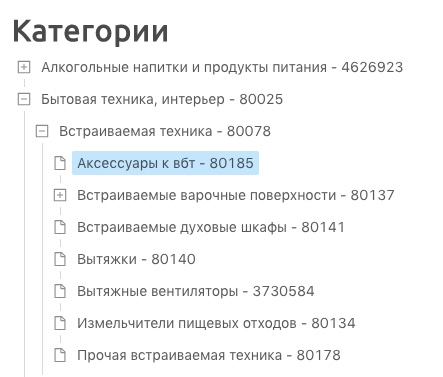 Категории
Алкогольные напитки и продукты питания - 4626923
Бытовая техника, интерьер - 80025
Встраиваемая техника - 80078
Аксессуары к вбт - 80185
Встраиваемые варочные поверхности - 80137
Встраиваемые духовые шкафы - 80141
Вытяжки - 80140
Вытяжные вентиляторы - 3730584
Измельчители пищевых отходов - 80134
Прочая встраиваемая техника - 80178